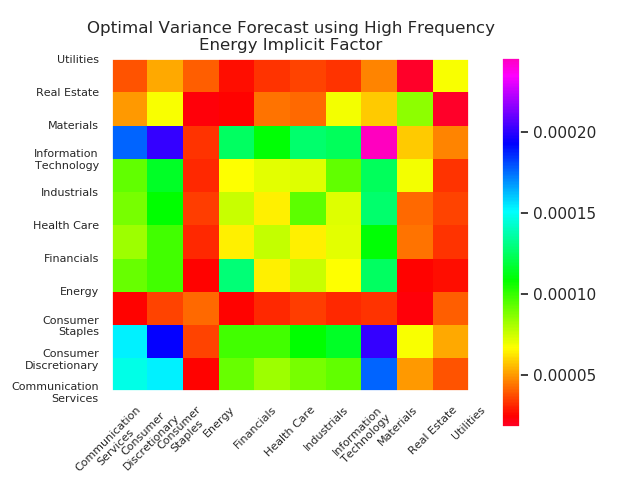 Optimal Variance Forecast using High Frequency
Energy Implicit Factor
Utilities
Real Estate
Materials
Information
Technology
Industrials
Health Care
Financials
Energy
Consumer
Staples
Consumer
Discretionary
Communication
Services
Communication
Services
Consumer
Discretionary
Consumer
Staples
Energy
Financials
Health Care
Industrials
Information
Technology
Materials
Real Estate
Utilities
0.00020
0.00015
0.00010
0.00005